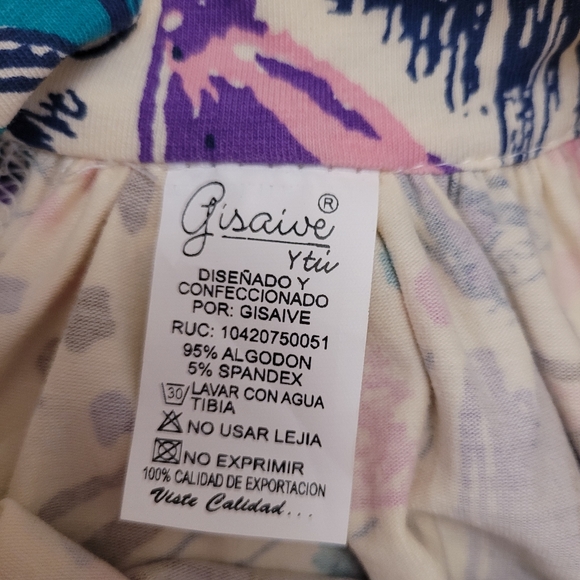 Gisaive®
Y tú
DISEÑADO Y
CONFECCIONADO
POR: GISAIVE
RUC: 10420750051
95% ALGODON
5% SPANDEX
30 LAVAR CON AGUA
TIBIA
NO USAR LEJIA
NO EXPRIMIR
100% CALIDAD DE EXPORTACION
Viste Calidad...